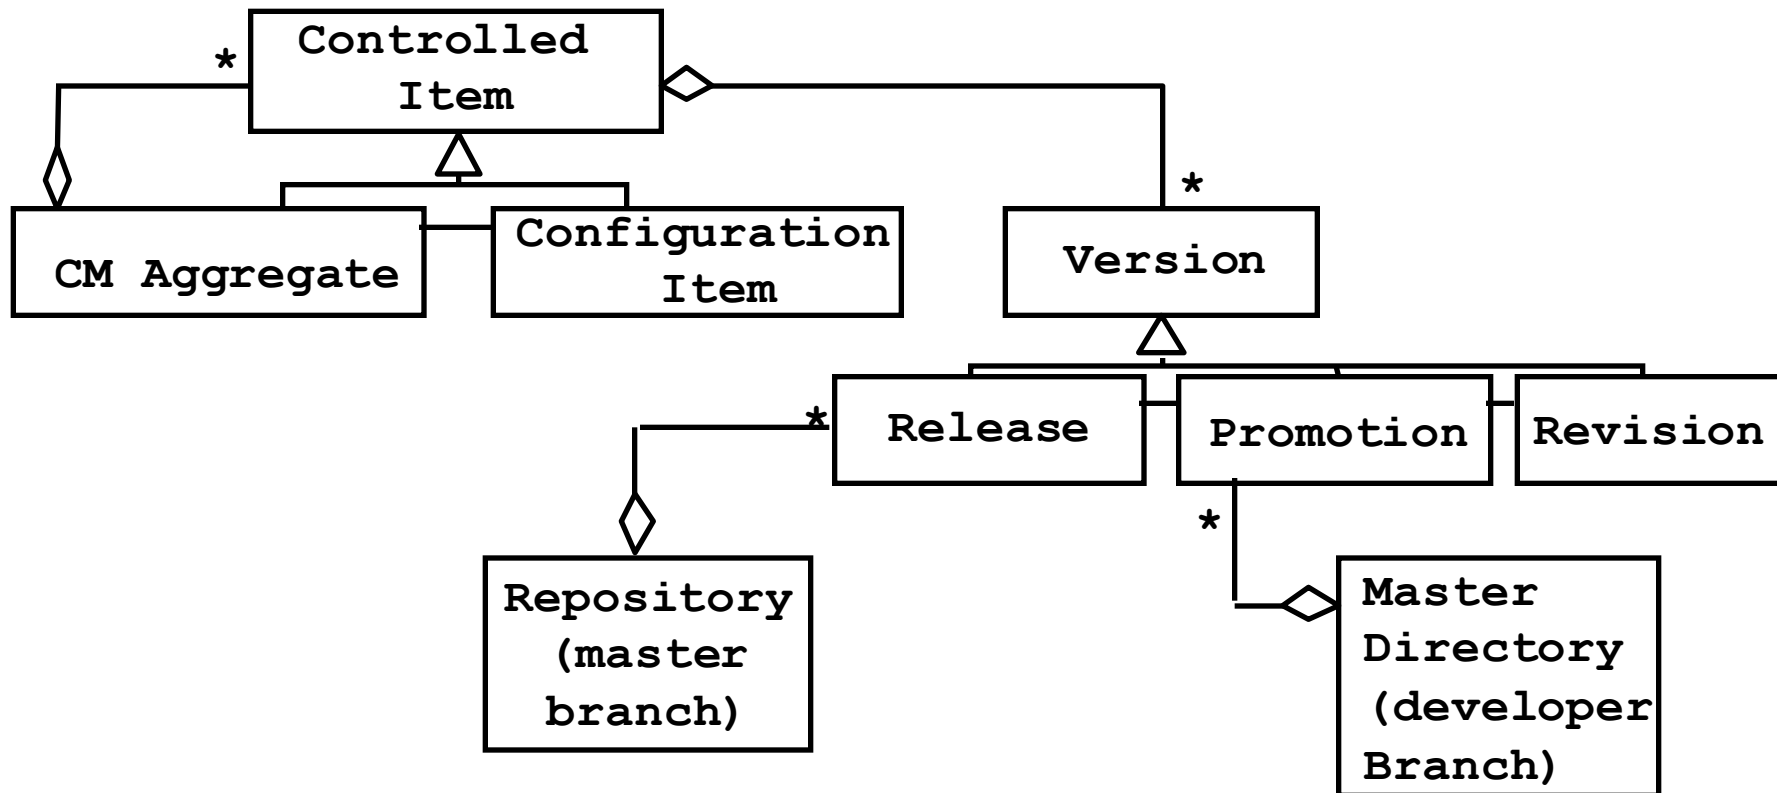 Controlled
Item
*
*
CM Aggregate
Configuration
Item
Version
*
Release
Promotion
Revision
*
Repository
(master
branch)
Master
Directory
(developer
Branch)